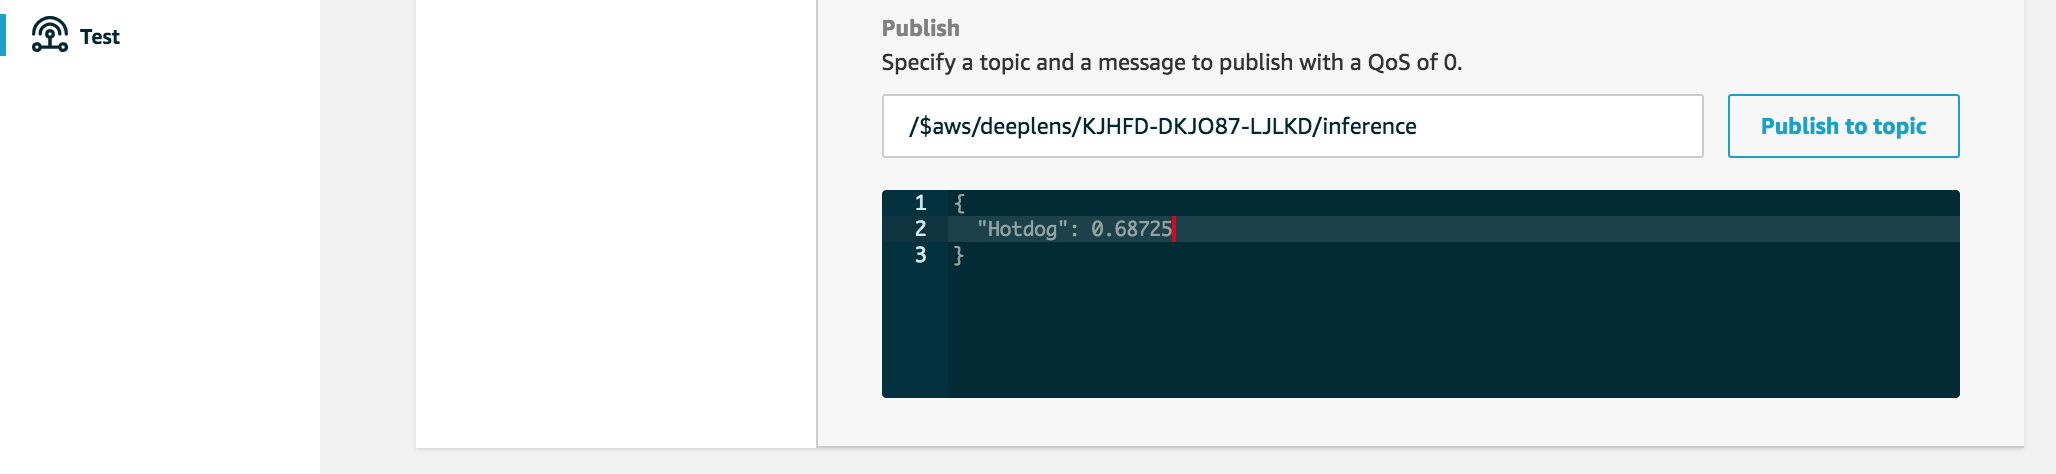 Test
Publish
Specify a topic and a message to publish with a QoS of 0.
/$aws/deeplens/KJHFD-DKJO87-LJLKD/inference
Publish to topic
1 {
2 "Hotdog": 0.68725
3 }